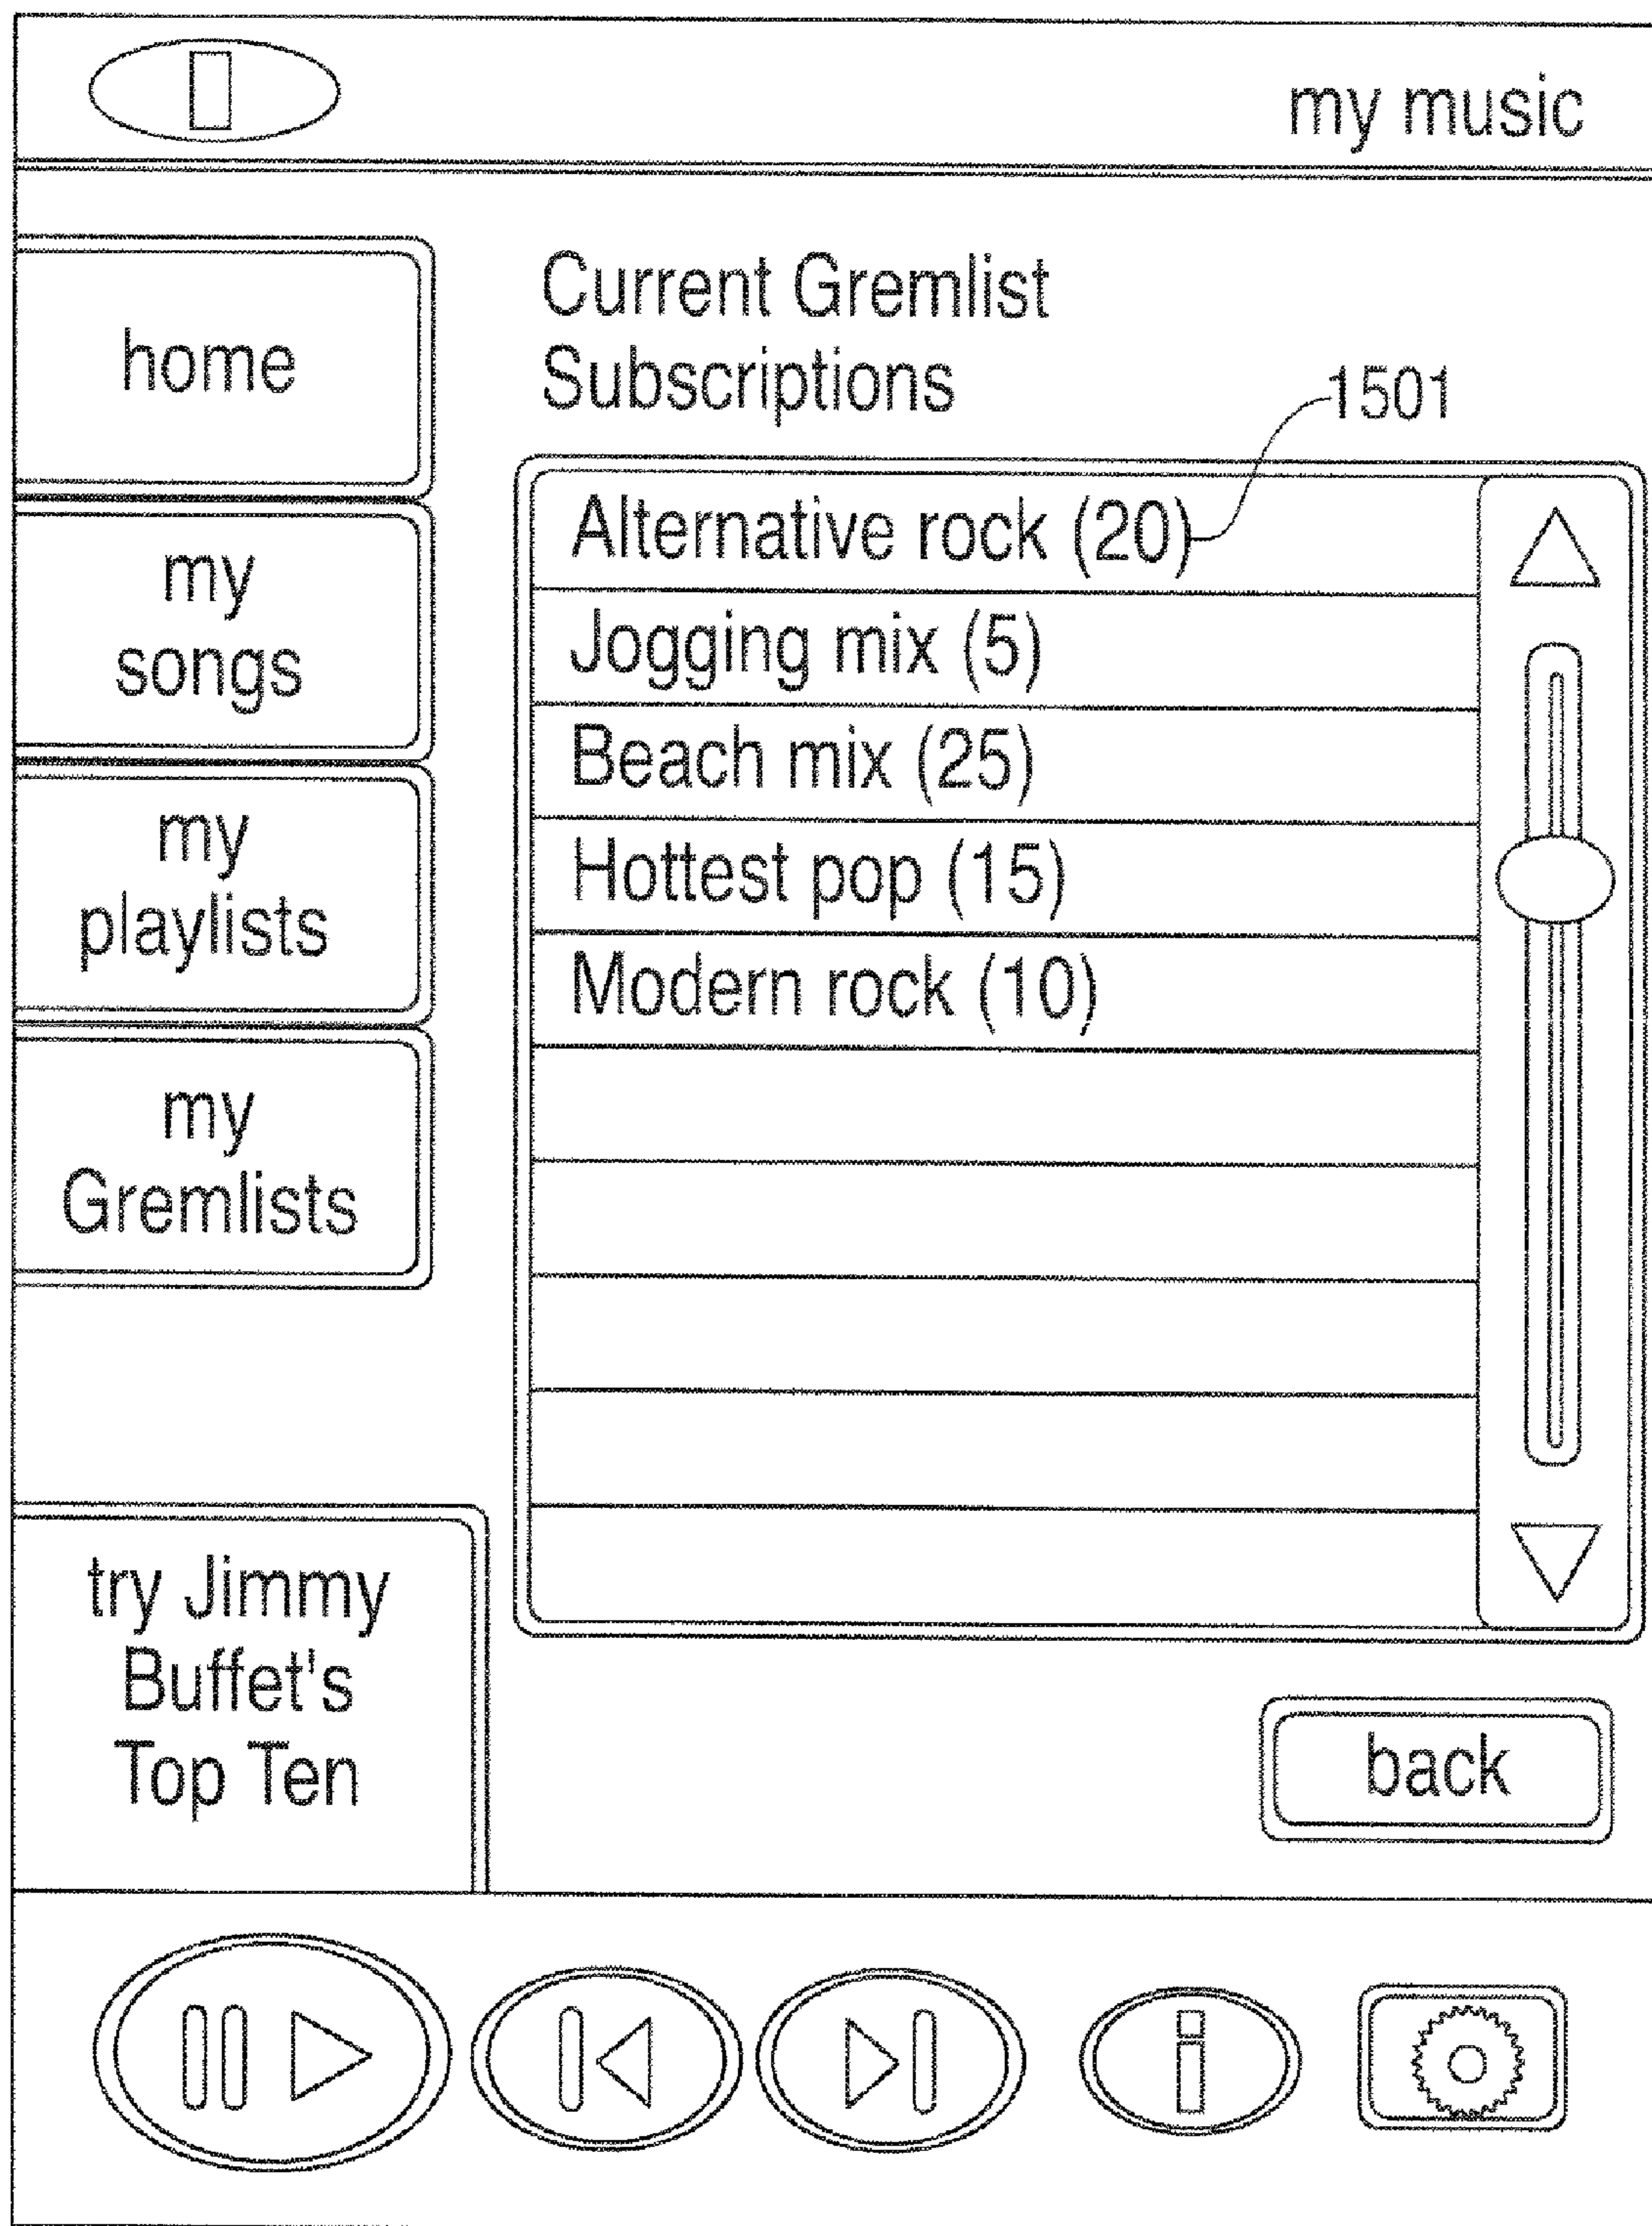 my music
home
my
songs
my
playlists
my
Gremlists
try Jimmy
Buffet's
Top Ten
Current Gremlist
Subscriptions
1501
Alternative rock (20)
Jogging mix (5)
Beach mix (25)
Hottest pop (15)
Modern rock (10)
back